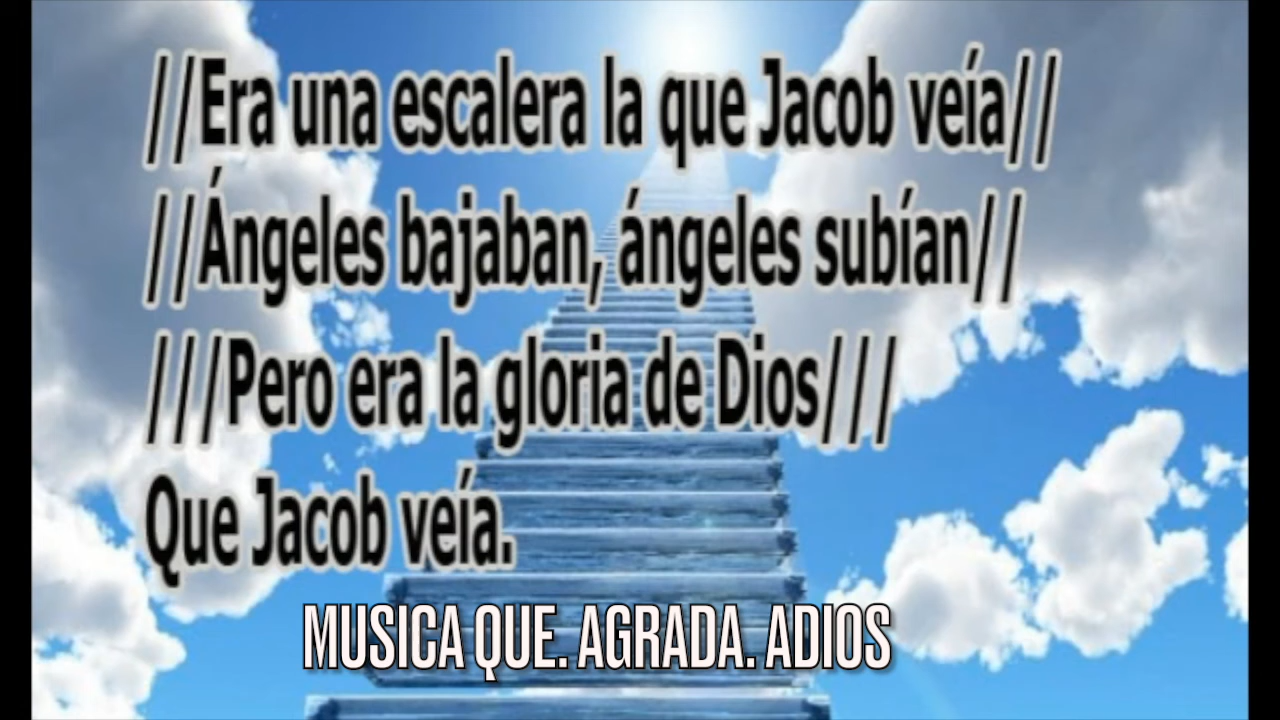 //Era una escalera la que Jacob veía//
//Ángeles bajaban, ángeles subían//
///Pero era la gloria de Dios///
Que Jacob veía.
MUSICA QUE. AGRADA. ADIOS